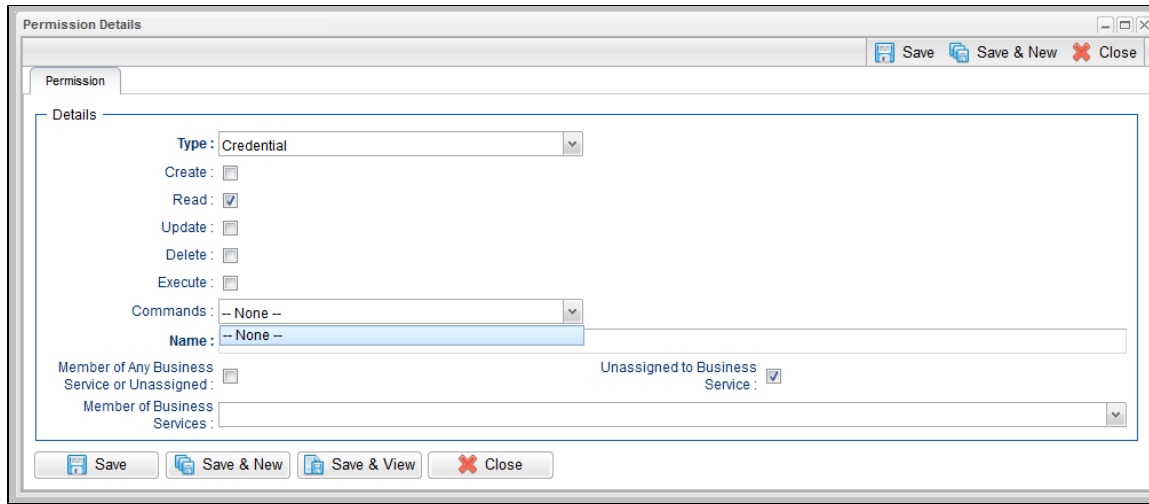 Permission Details
Save Save & New Close
Permission
Details
Type : Credential
Create :
Read :
Update :
Delete :
Execute :
Commands : -- None --
-- None --
Name :
Member of Any Business
Service or Unassigned :
Unassigned to Business
Service :
Member of Business
Services :
Save Save & New Save & View Close